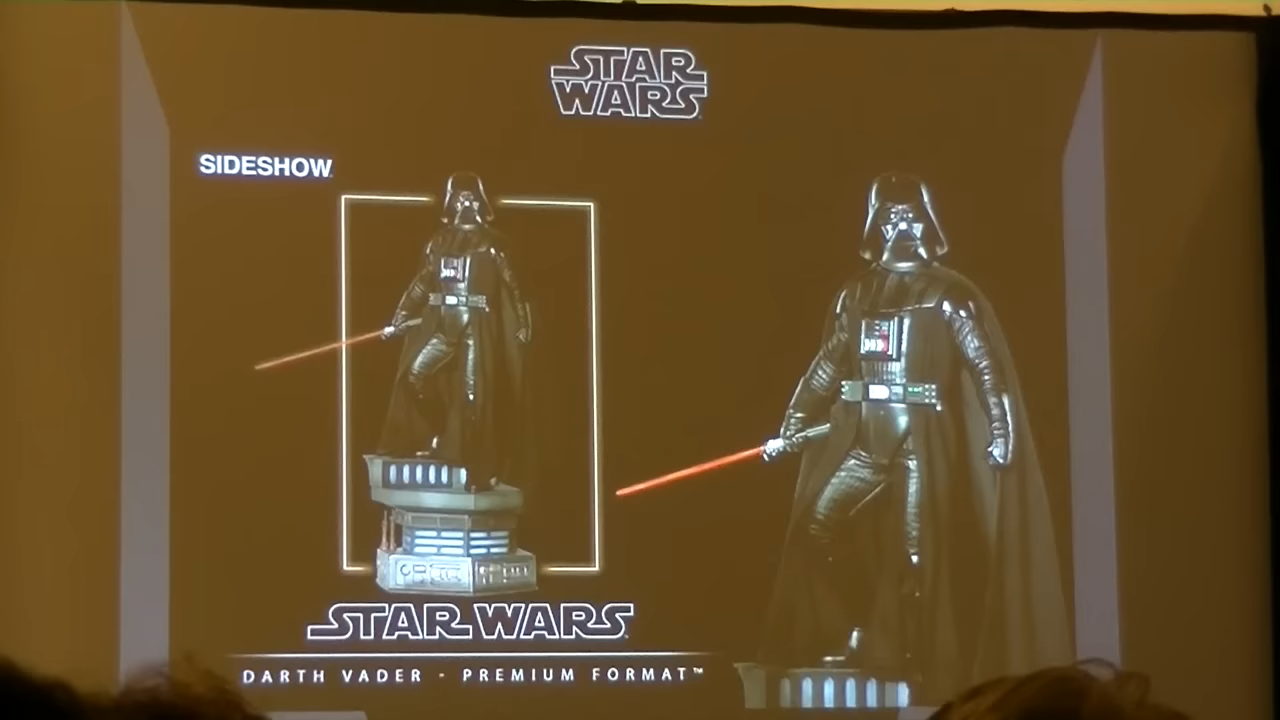 STAR
WARS
SIDESHOW
STAR WARS
DARTH VADER - PREMIUM FORMAT™